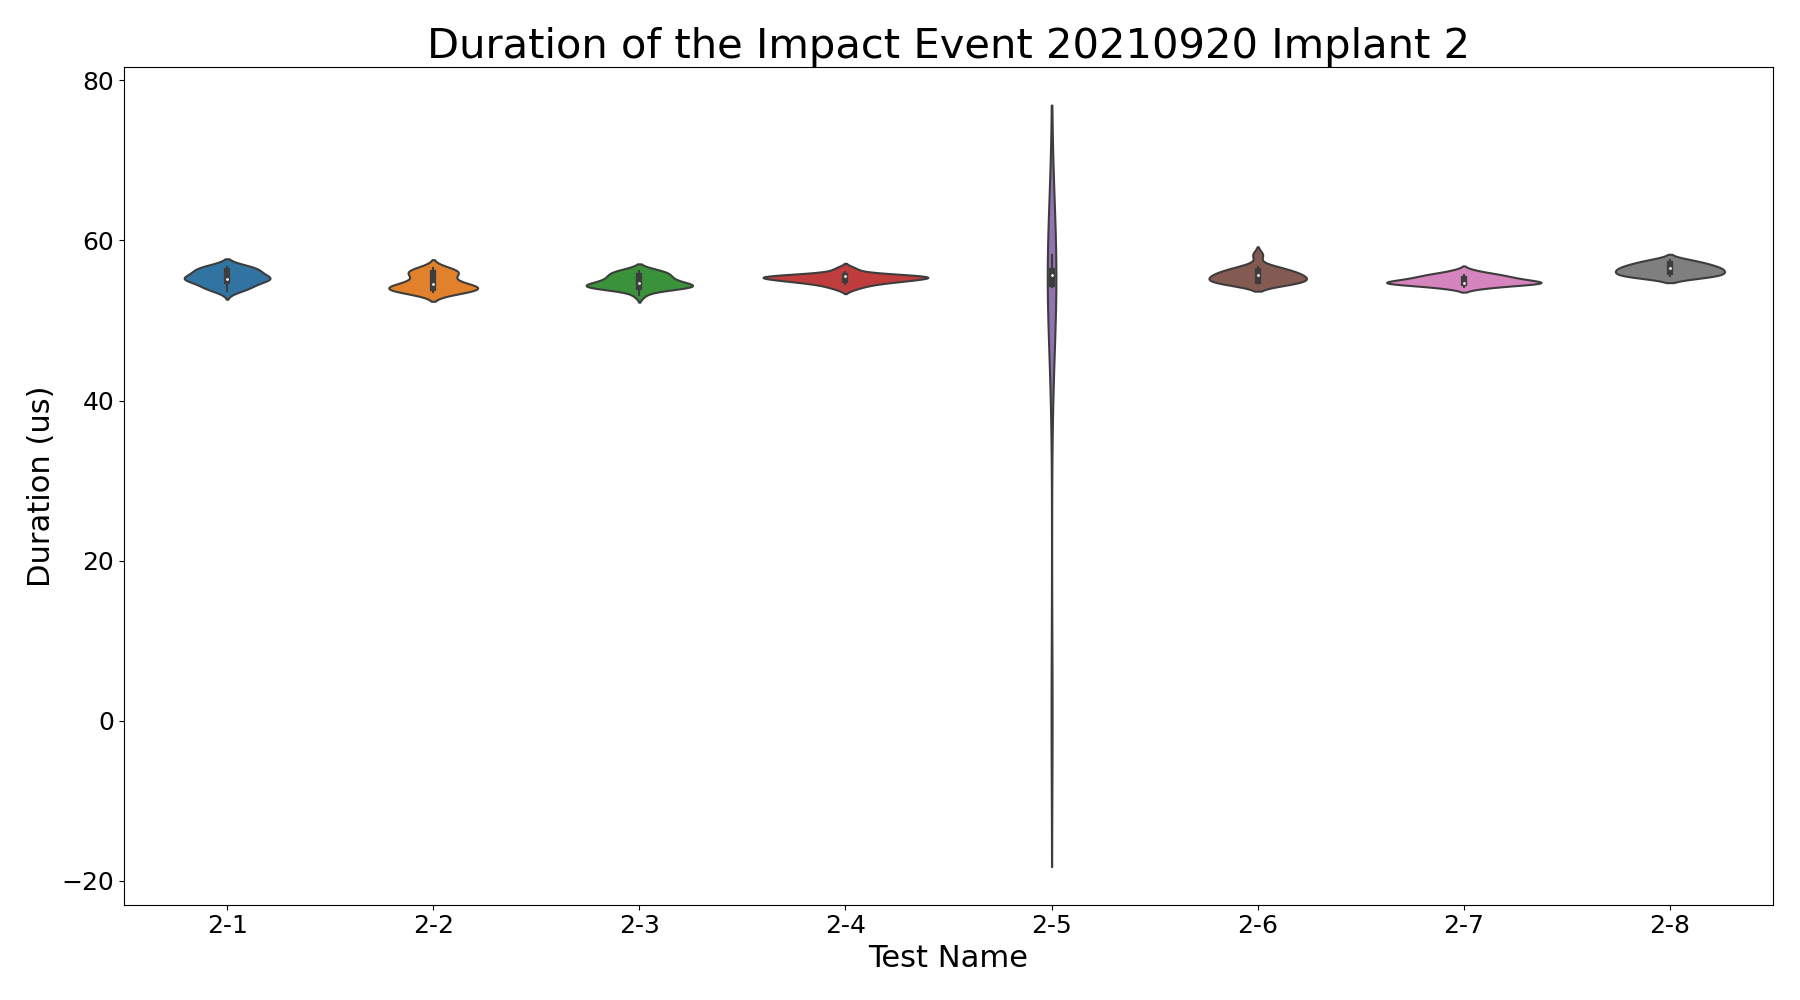 Duration of the Impact Event 20210920 Implant 2
80
60
40
20
0
−20
Duration (us)
2-1 2-2 2-3 2-4 2-5 2-6 2-7 2-8
Test Name